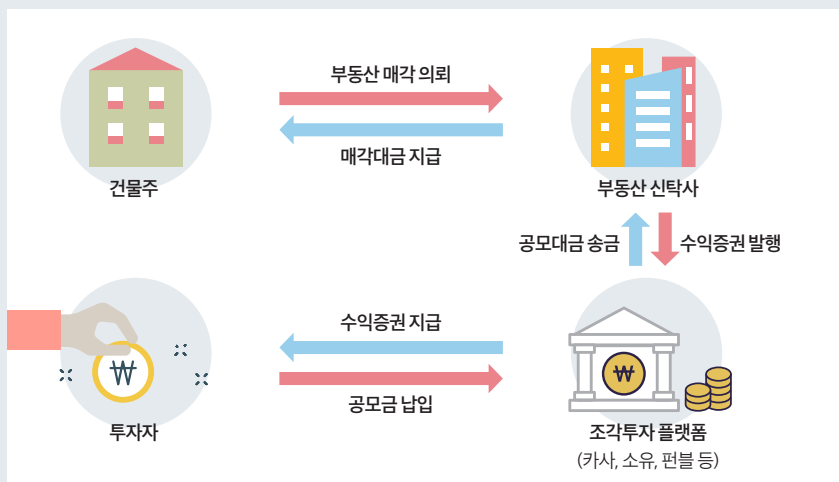 부동산 매각 의뢰
매각대금 지급
건물주
부동산 신탁사
공모대금 송금
수익증권 발행
수익증권 지급
₩
₩
공모금 납입
투자자
조각투자 플랫폼
(카사, 소유, 펀블 등)